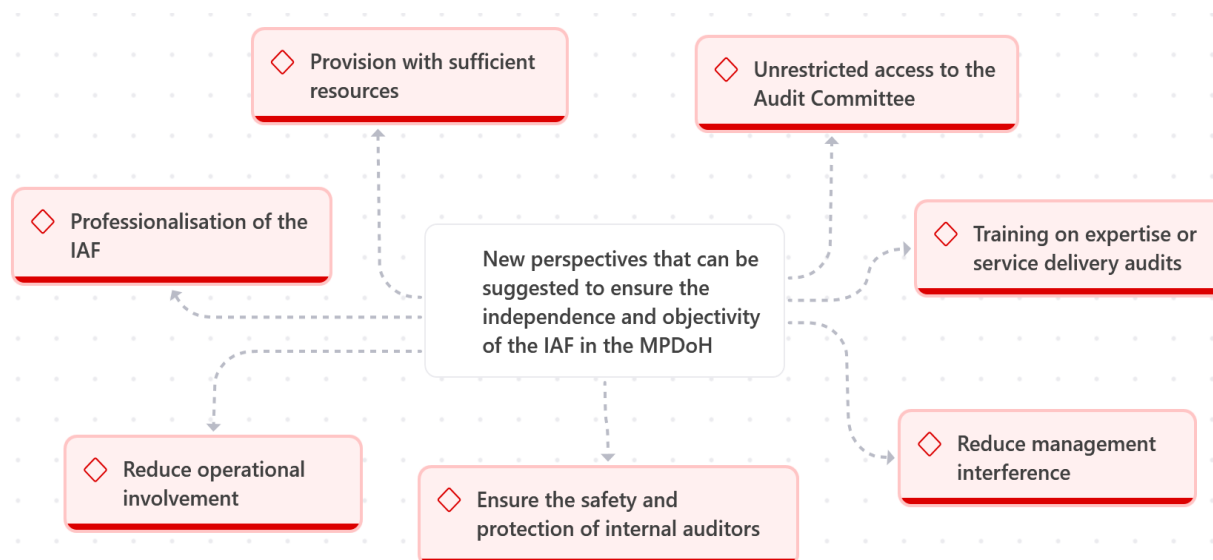 Provision with sufficient
resources
Unrestricted access to the
Audit Committee
Professionalisation of the
IAF
New perspectives that can be
suggested to ensure the
independence and objectivity
of the IAF in the MPDoH
Training on expertise or
service delivery audits
Reduce operational
involvement
Ensure the safety and
protection of internal auditors
Reduce management
interference